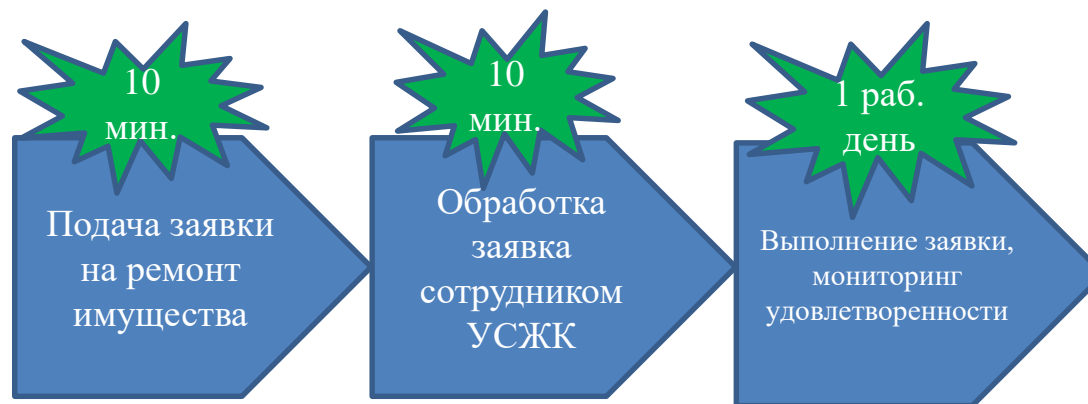 10
мин.
Подача заявки
на ремонт
имущества
10
мин.
Обработка
заявка
сотрудником
УСЖК
1 раб.
день
Выполнение заявки,
мониторинг
удовлетворенности